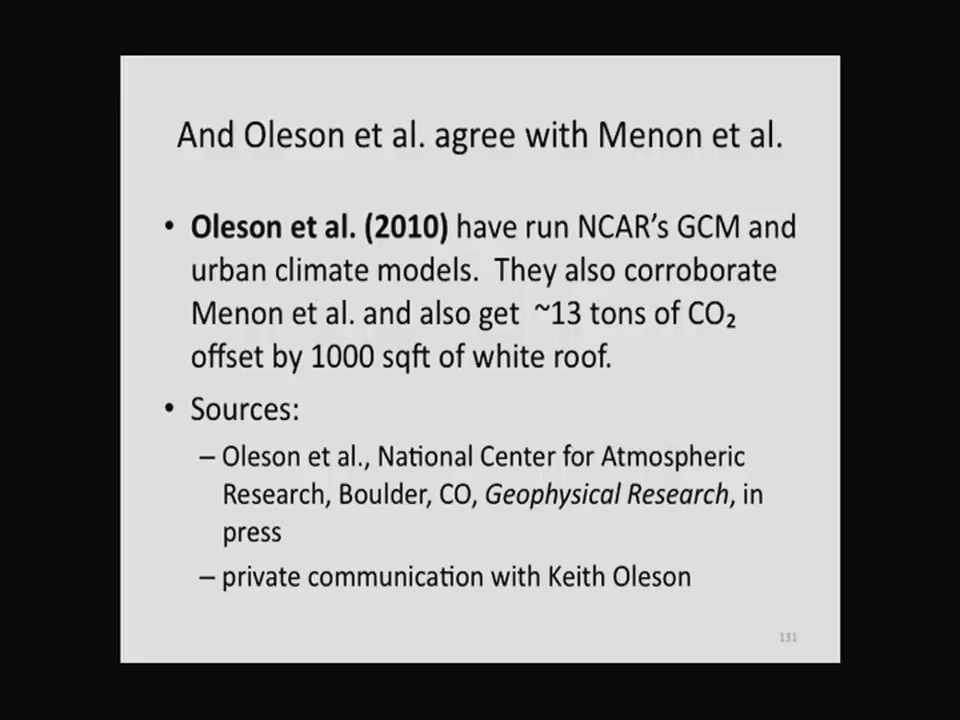 And Oleson et al. agree with Menon et al.
• Oleson et al. (2010) have run NCAR's GCM and
urban climate models.  They also corroborate
Menon et al. and also get  ~13 tons of CO₂
offset by 1000 sqft of white roof.
• Sources:
– Oleson et al., National Center for Atmospheric
Research, Boulder, CO, Geophysical Research, in
press
– private communication with Keith Oleson
131